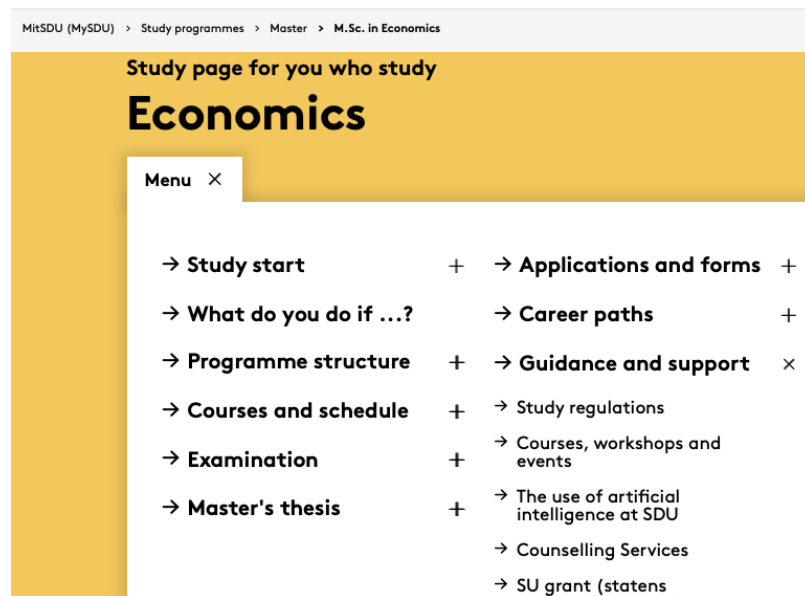 MitSDU (MySDU) > Study programmes > Master > M.Sc. in Economics
Study page for you who study
Economics
Menu ×
→ Study start +
→ What do you do if ...?
→ Programme structure +
→ Courses and schedule +
→ Examination +
→ Master's thesis +
→ Applications and forms +
→ Career paths +
→ Guidance and support ×
→ Study regulations
→ Courses, workshops and
events
→ The use of artificial
intelligence at SDU
→ Counselling Services
→ SU grant (statens